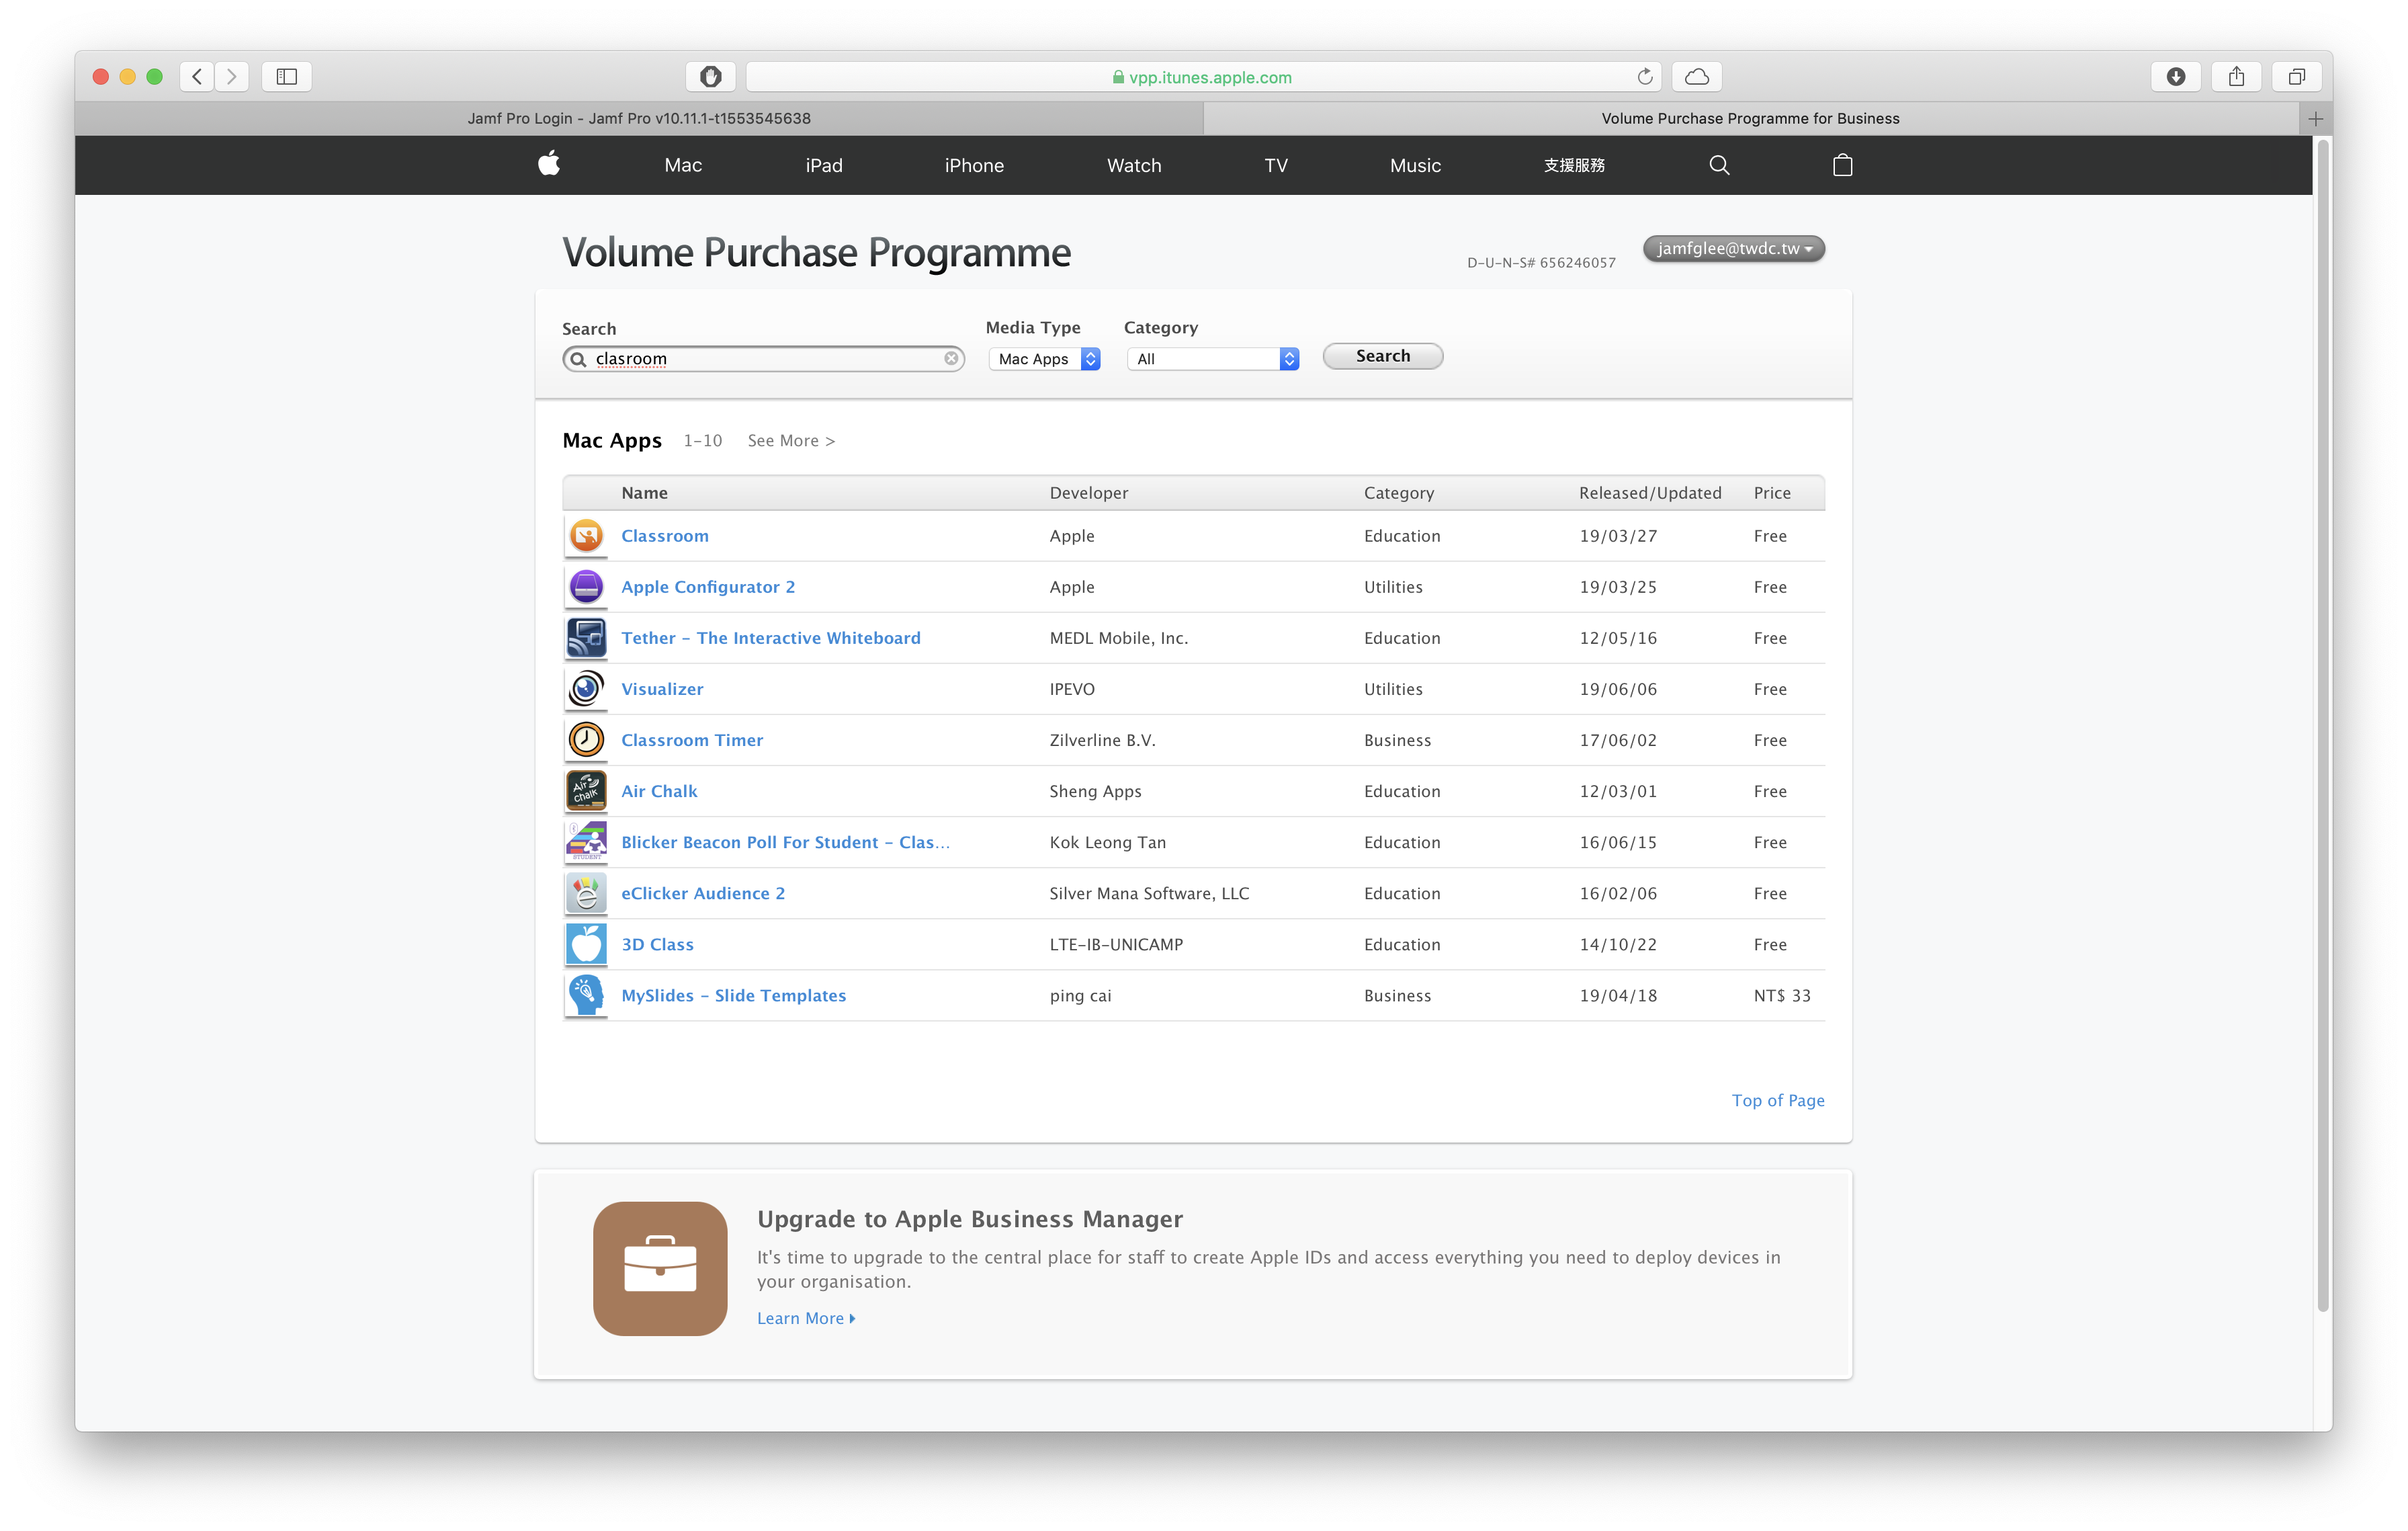 vpp.itunes.apple.com
Jamf Pro Login - Jamf Pro v10.11.1-t1553545638
Volume Purchase Programme for Business
Mac iPad iPhone Watch TV Music 支援服務
Volume Purchase Programme
D-U-N-S# 656246057
jamfglee@twdc.tw
Search Media Type Category
clasroom Mac Apps All Search
Mac Apps 1-10 See More >
Name Developer Category Released/Updated Price
Classroom Apple Education 19/03/27 Free
Apple Configurator 2 Apple Utilities 19/03/25 Free
Tether - The Interactive Whiteboard MEDL Mobile, Inc. Education 12/05/16 Free
Visualizer IPEVO Utilities 19/06/06 Free
Classroom Timer Zilverline B.V. Business 17/06/02 Free
Air chalk
Air Chalk Sheng Apps Education 12/03/01 Free
STUDENT
Blicker Beacon Poll For Student - Clas... Kok Leong Tan Education 16/06/15 Free
eClicker Audience 2 Silver Mana Software, LLC Education 16/02/06 Free
3D Class LTE-IB-UNICAMP Education 14/10/22 Free
MySlides - Slide Templates ping cai Business 19/04/18 NT$ 33
Top of Page
Upgrade to Apple Business Manager
It's time to upgrade to the central place for staff to create Apple IDs and access everything you need to deploy devices in
your organisation.
Learn More